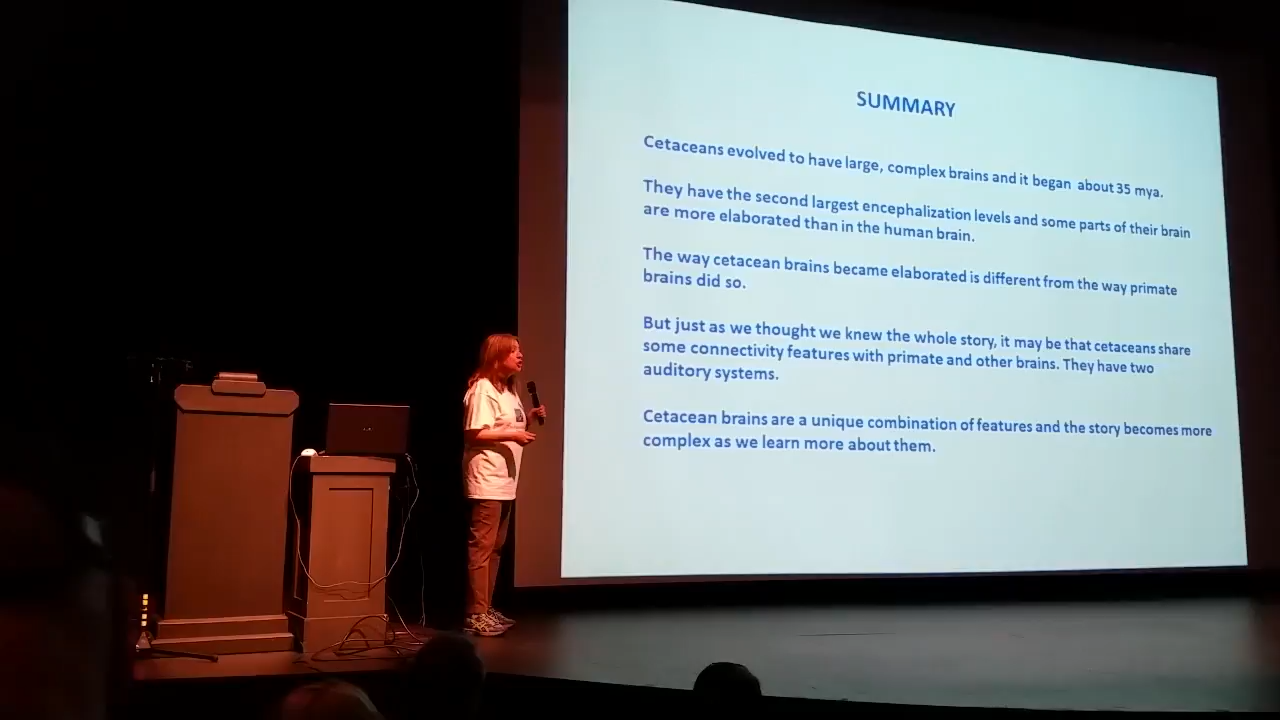 SUMMARY
Cetaceans evolved to have large, complex brains and it began about 35 mya.
They have the second largest encephalization levels and some parts of their brain
are more elaborated than in the human brain.
The way cetacean brains became elaborated is different from the way primate
brains did so.
But just as we thought we knew the whole story, it may be that cetaceans share
some connectivity features with primate and other brains. They have two
auditory systems.
Cetacean brains are a unique combination of features and the story becomes more
complex as we learn more about them.